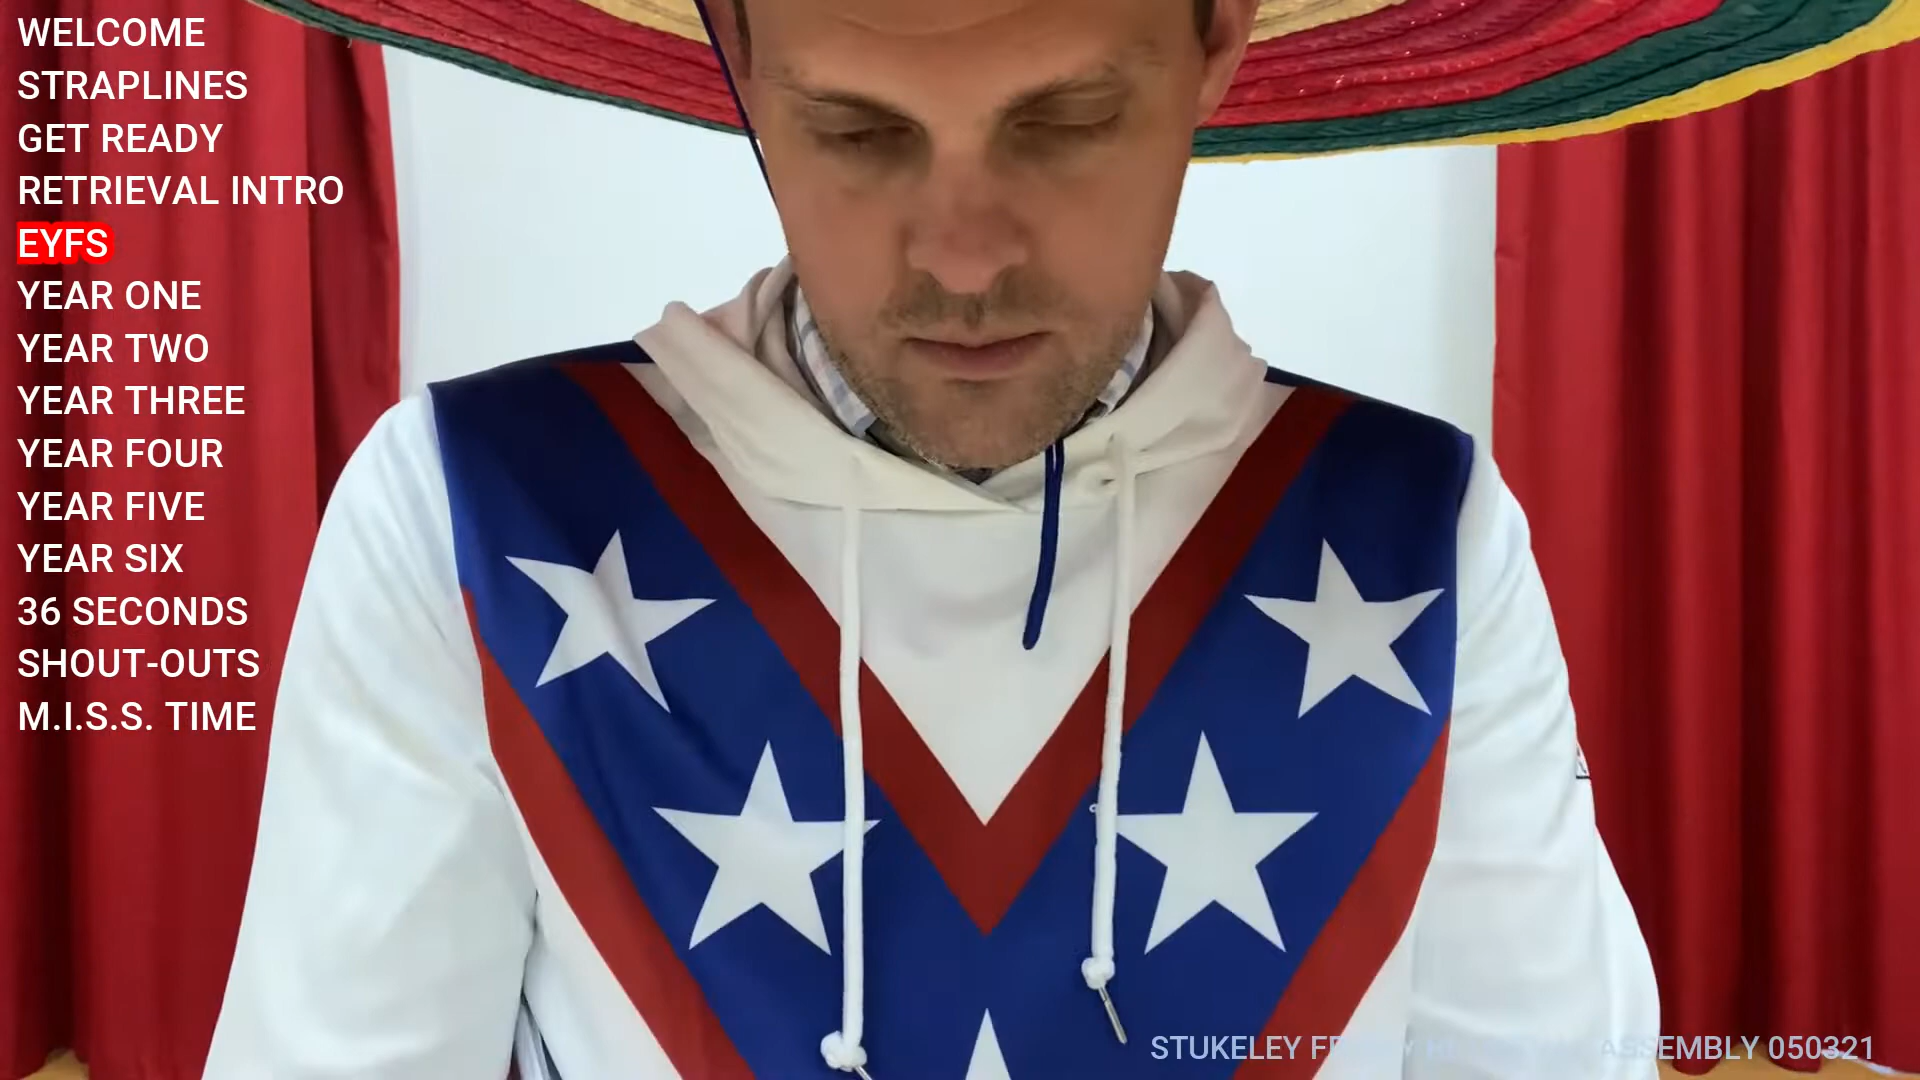 WELCOME
STRAPLINES
GET READY
RETRIEVAL INTRO
EYFS
YEAR ONE
YEAR TWO
YEAR THREE
YEAR FOUR
YEAR FIVE
YEAR SIX
36 SECONDS
SHOUT-OUTS
M.I.S.S. TIME
STUKELEY ASSEMBLY 050321